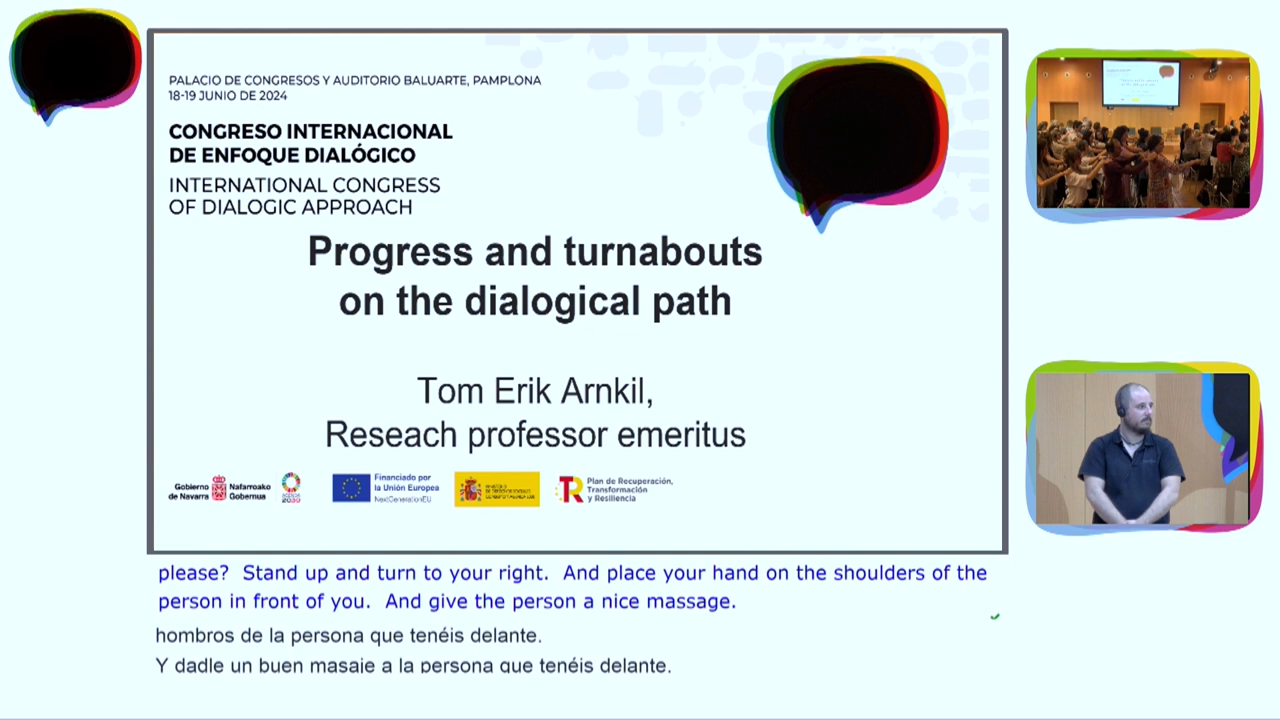 PALACIO DE CONGRESOS Y AUDITORIO BALUARTE, PAMPLONA
18-19 JUNIO DE 2024
CONGRESO INTERNACIONAL
DE ENFOQUE DIALÓGICO
INTERNATIONAL CONGRESS
OF DIALOGIC APPROACH
Progress and turnabouts
on the dialogical path
Tom Erik Arnkil,
Reseach professor emeritus
Gobierno
de Navarra
Nafarroako
Gobernua
2030
Financiado por
la Unión Europea
NextGenerationEU
Plan de Recuperación,
Transformación
y Resiliencia
please? Stand up and turn to your right. And place your hand on the shoulders of the
person in front of you. And give the person a nice massage.
hombros de la persona que tenéis delante.
Y dadle un buen masaje a la persona que tenéis delante.